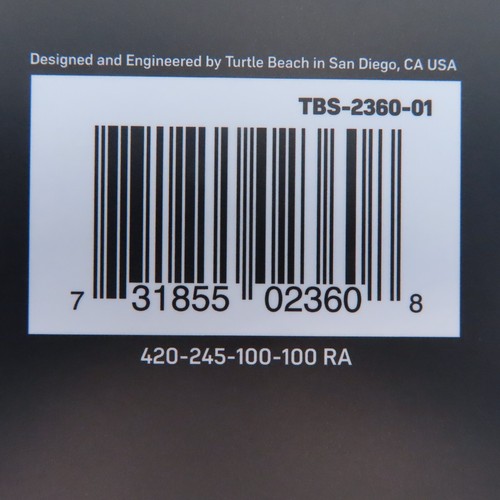 Designed and Engineered by Turtle Beach in San Diego, CA USA
TBS-2360-01
7 31855 02360 8
420-245-100-100 RA